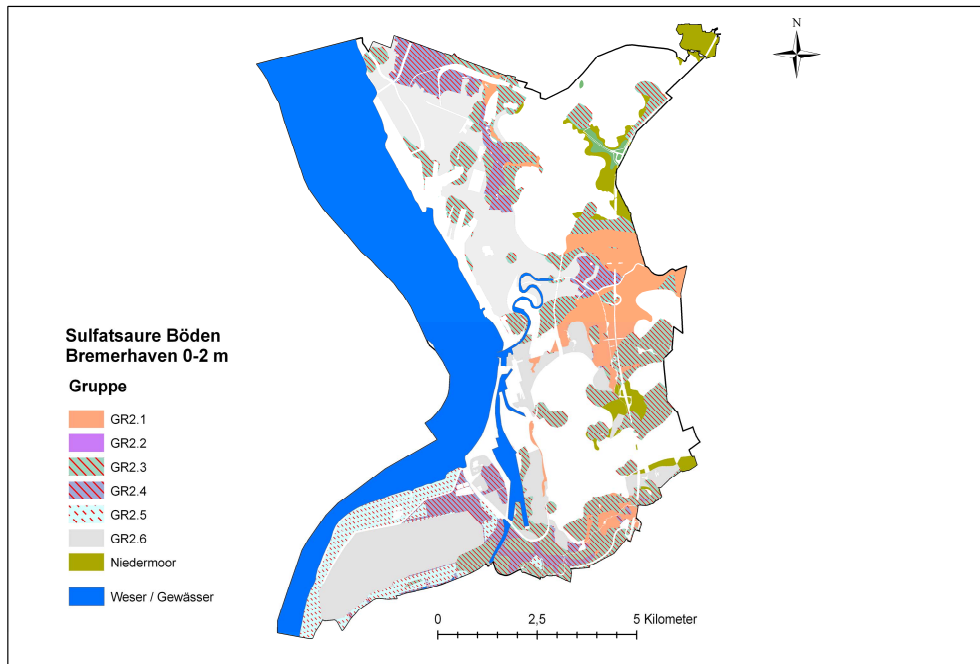 N
Sulfatsaure Böden
Bremerhaven 0-2 m
Gruppe
GR2.1
GR2.2
GR2.3
GR2.4
GR2.5
GR2.6
Niedermoor
Weser / Gewässer
0 2,5 5 Kilometer